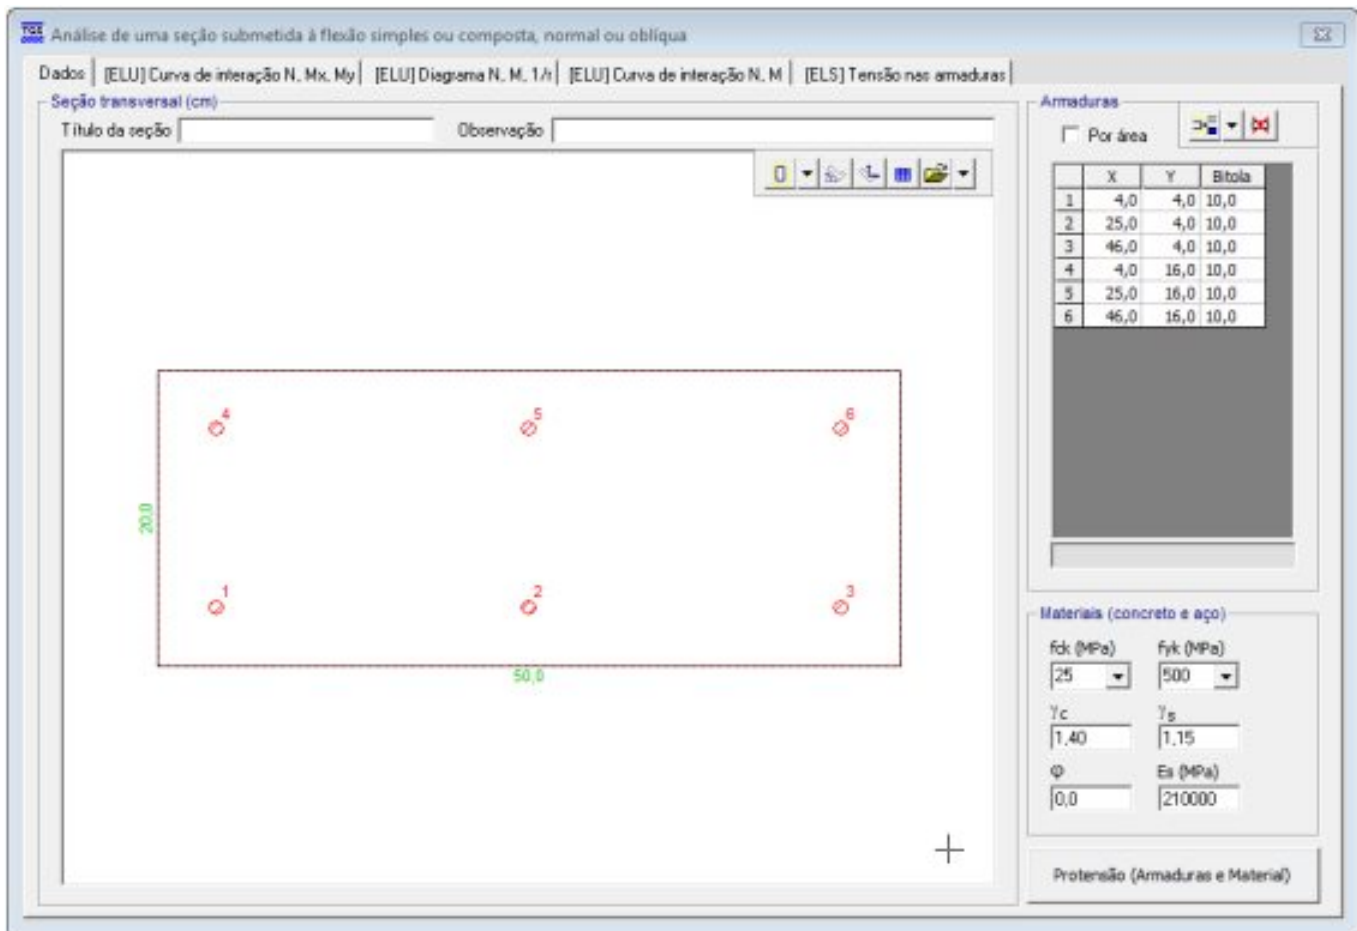 TQS Análise de uma seção submetida à flexão simples ou composta, normal ou oblíqua
Dados [ELU] Curva de interação N, Mx, My [ELU] Diagrama N, M, 1/r [ELU] Curva de interação N, M [ELS] Tensão nas armaduras
Seção transversal (cm)
Título da seção Observação
4 5 6
20,0
1 2 3
50,0
Armaduras
Por área
X Y Bitola
1 4,0 4,0 10,0
2 25,0 4,0 10,0
3 46,0 4,0 10,0
4 4,0 16,0 10,0
5 25,0 16,0 10,0
6 46,0 16,0 10,0
Materiais (concreto e aço)
fck (MPa) fyk (MPa)
25 500
γc γs
1,40 1,15
φ Es (MPa)
0,0 210000
Protensão (Armaduras e Material)